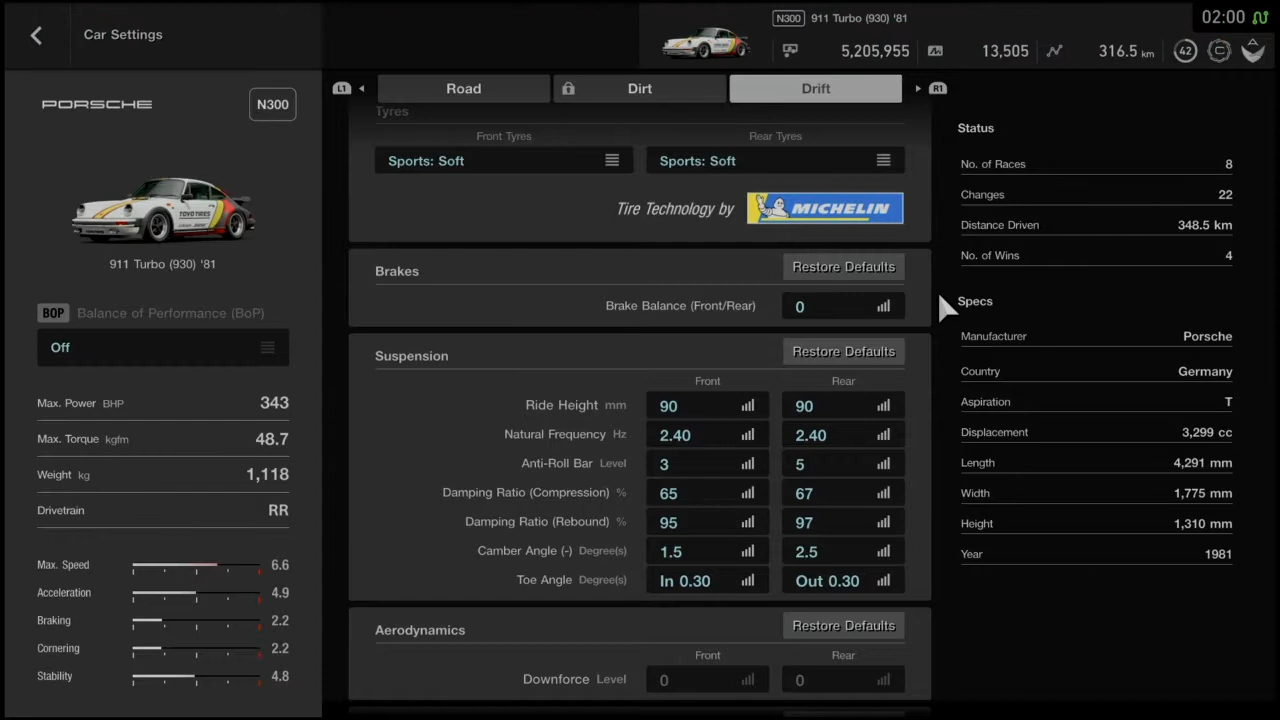 Car Settings
N300 911 Turbo (930) '81
5,205,955 13,505 316.5 km 42
02:00
PORSCHE N300
TOYO TIRES
911 Turbo (930) '81
BOP Balance of Performance (BoP)
Off
Max. Power BHP 343
Max. Torque kgfm 48.7
Weight kg 1,118
Drivetrain RR
Max. Speed 6.6
Acceleration 4.9
Braking 2.2
Cornering 2.2
Stability 4.8
L1 Road Dirt Drift R1
Tyres
Front Tyres Rear Tyres
Sports: Soft Sports: Soft
Tire Technology by MICHELIN
Brakes Restore Defaults
Brake Balance (Front/Rear) 0
Suspension Restore Defaults
Front Rear
Ride Height mm 90 90
Natural Frequency Hz 2.40 2.40
Anti-Roll Bar Level 3 5
Damping Ratio (Compression) % 65 67
Damping Ratio (Rebound) % 95 97
Camber Angle (-) Degree(s) 1.5 2.5
Toe Angle Degree(s) In 0.30 Out 0.30
Aerodynamics Restore Defaults
Front Rear
Downforce Level 0 0
Status
No. of Races 8
Changes 22
Distance Driven 348.5 km
No. of Wins 4
Specs
Manufacturer Porsche
Country Germany
Aspiration T
Displacement 3,299 cc
Length 4,291 mm
Width 1,775 mm
Height 1,310 mm
Year 1981